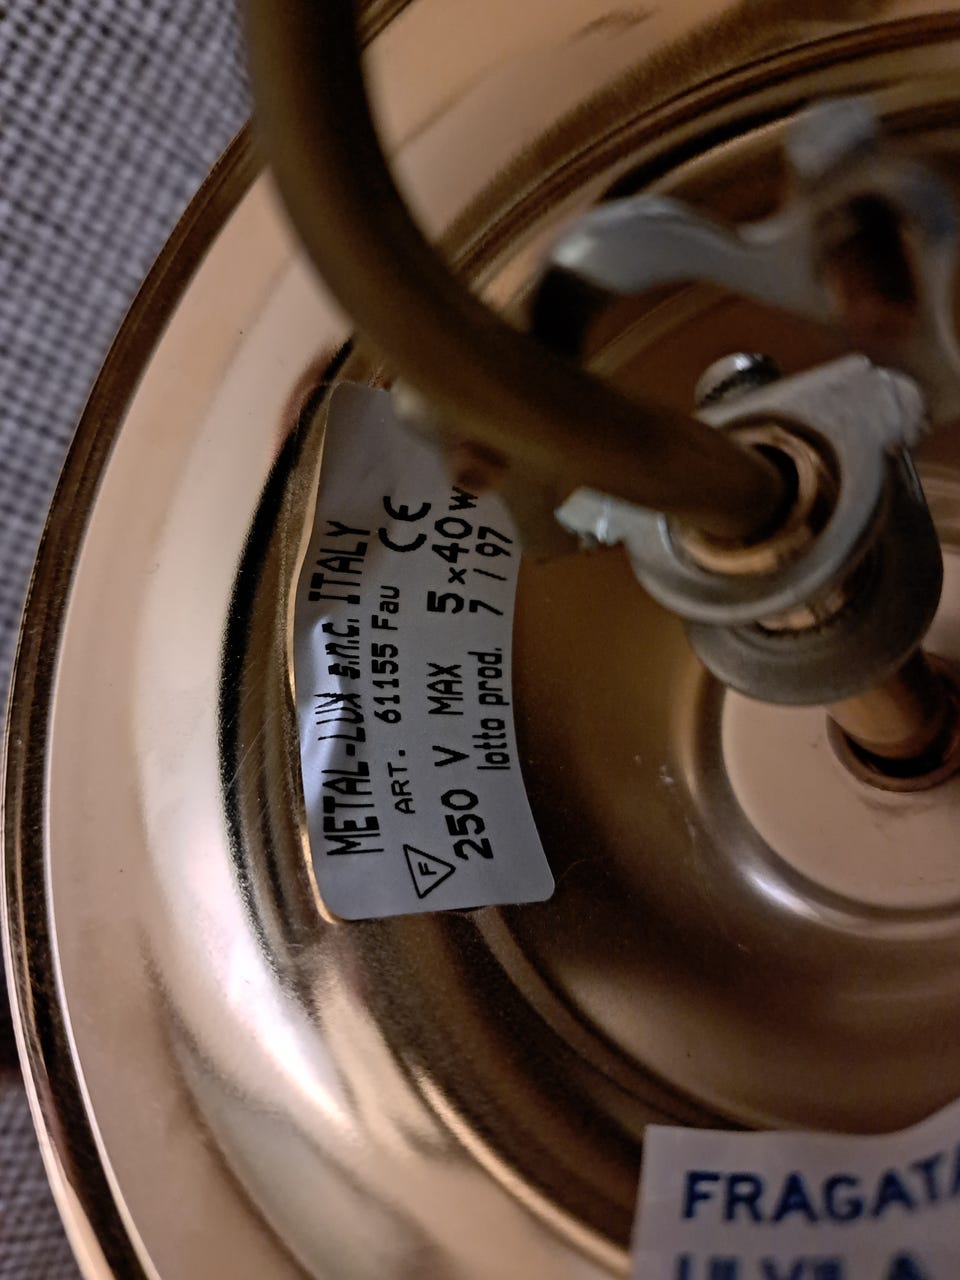 METAL-LUX s.n.c. ITALY
ART. 61155 Fau CE
F 250 V MAX 5x40W
lotto prod. 7 / 97
FRAGATA